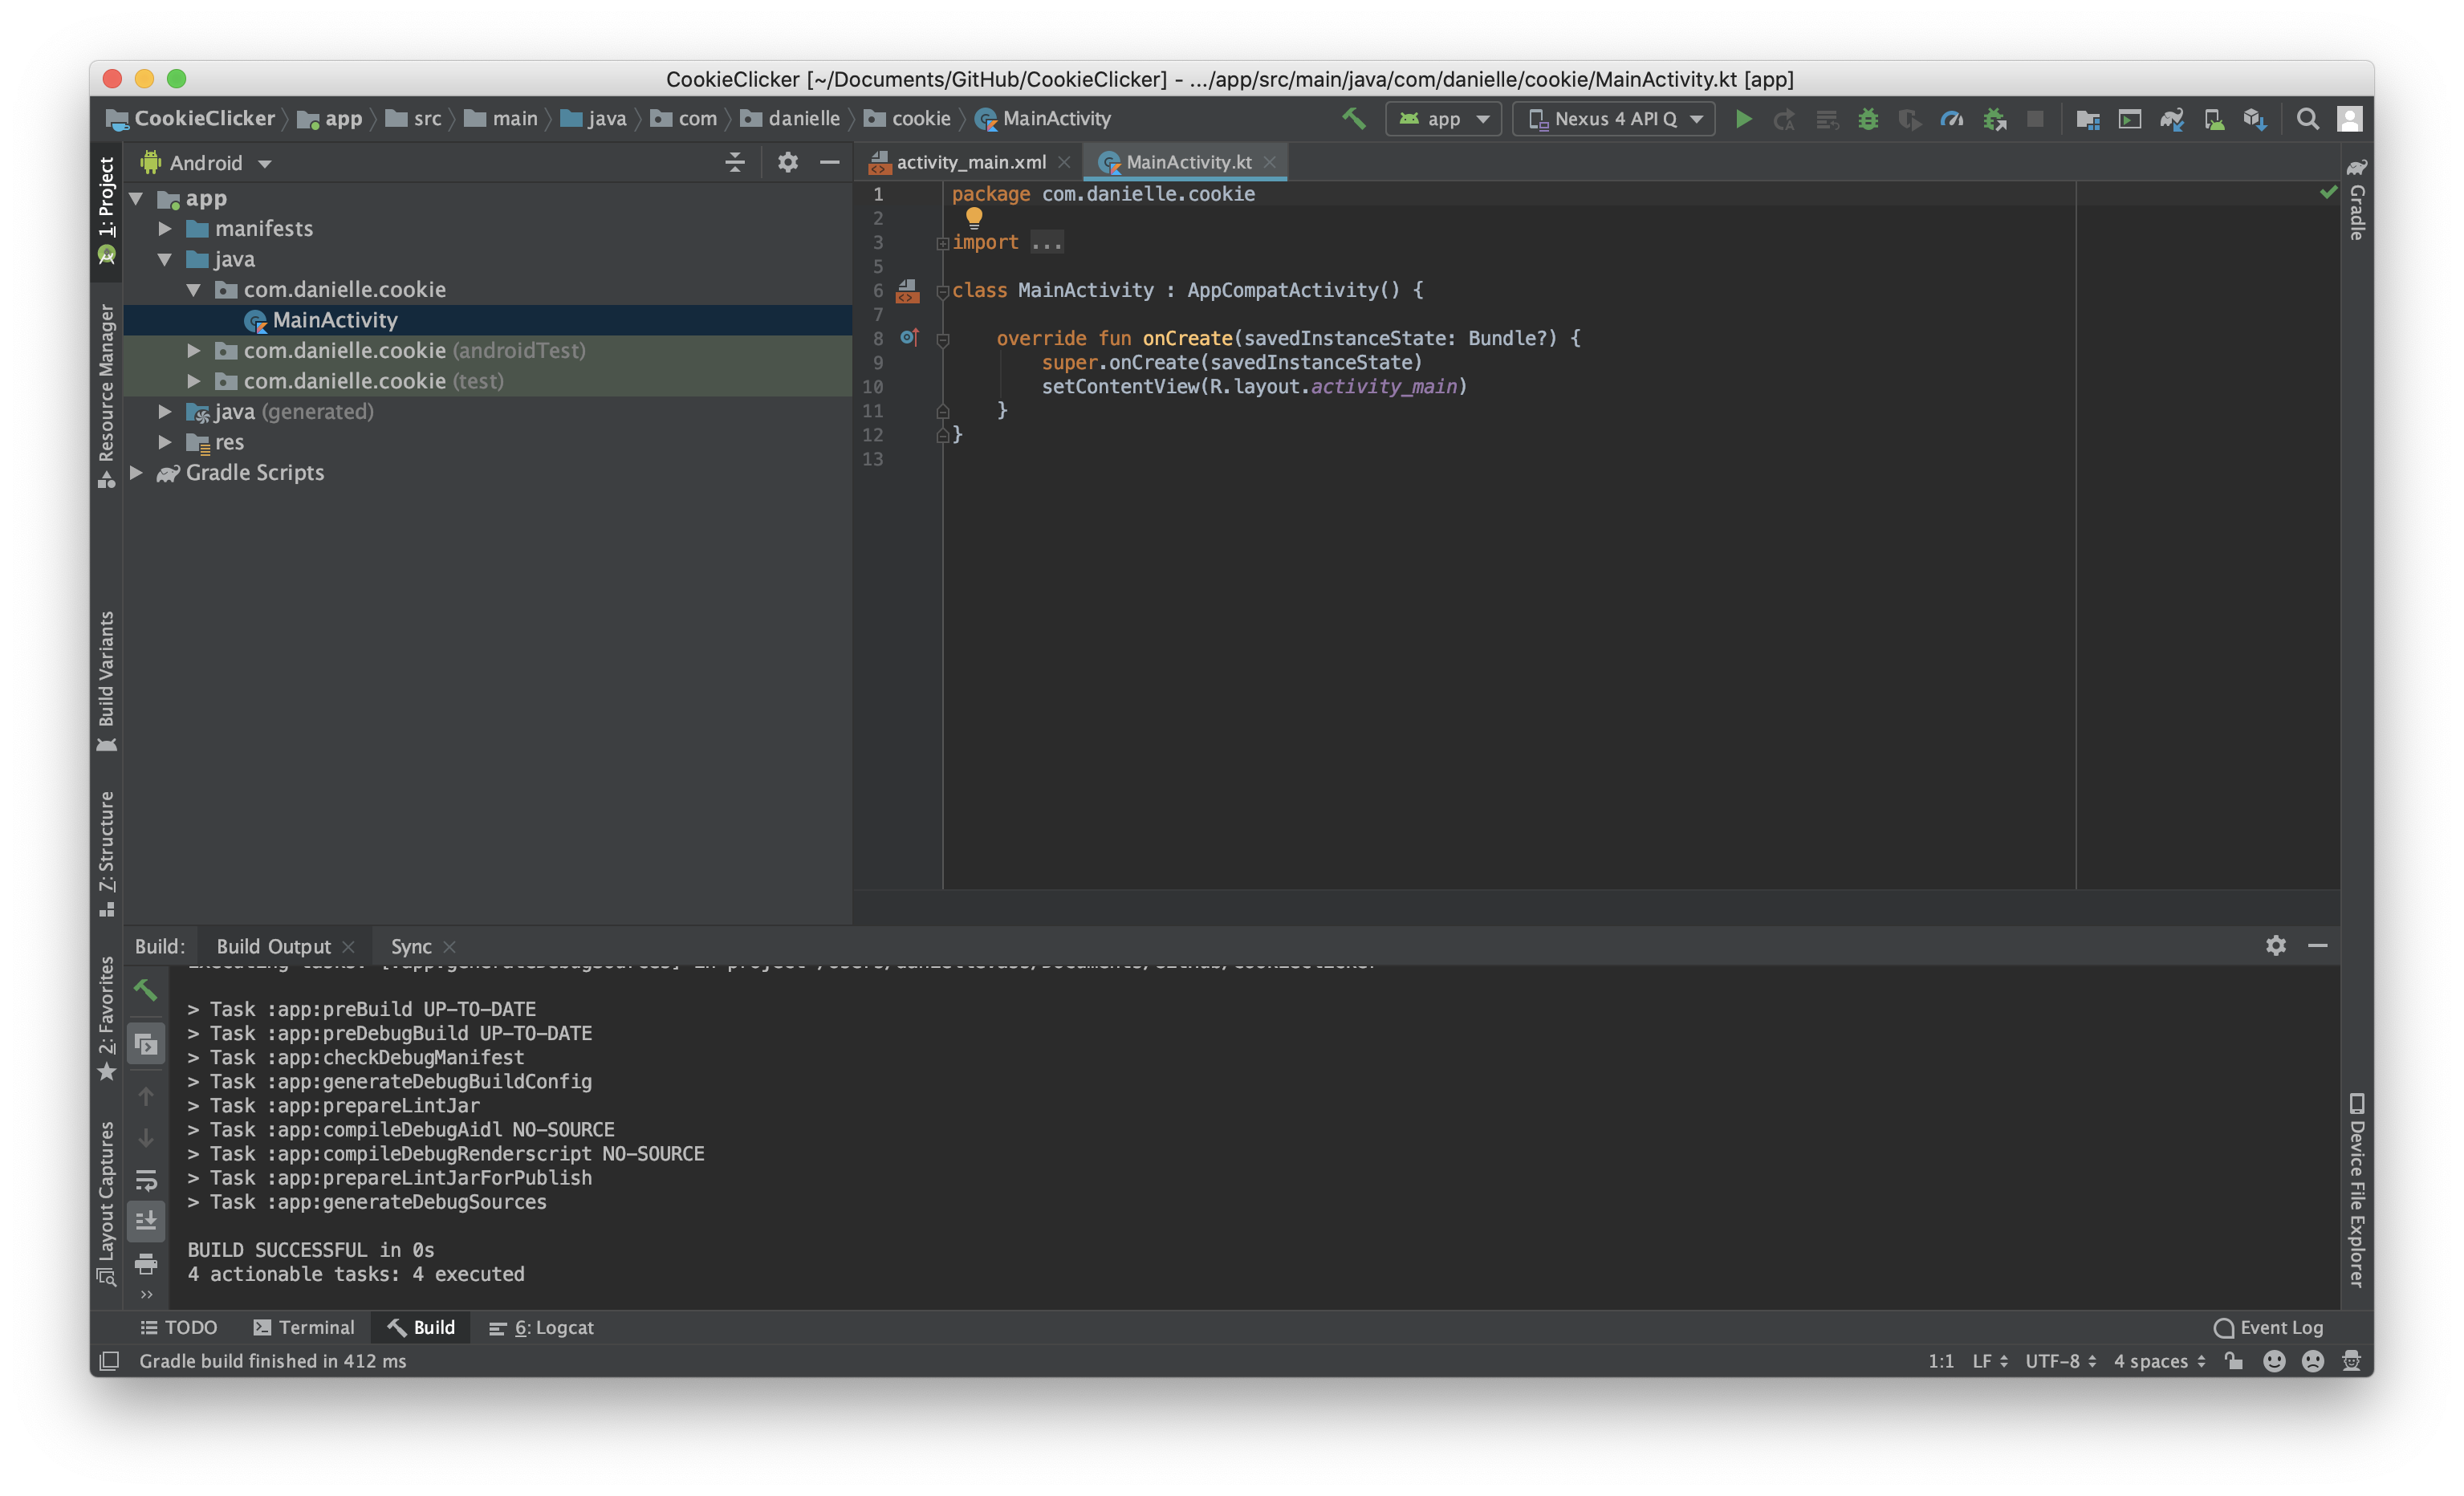 CookieClicker [~/Documents/GitHub/CookieClicker] - .../app/src/main/java/com/danielle/cookie/MainActivity.kt [app]
CookieClicker app src main java com danielle cookie MainActivity
app Nexus 4 API Q
1: Project
Resource Manager
Build Variants
7: Structure
2: Favorites
Layout Captures
Android
app
manifests
java
com.danielle.cookie
MainActivity
com.danielle.cookie (androidTest)
com.danielle.cookie (test)
java (generated)
res
Gradle Scripts
activity_main.xml MainActivity.kt
1 package com.danielle.cookie
2
3 import ...
5
6 class MainActivity : AppCompatActivity() {
7
8 override fun onCreate(savedInstanceState: Bundle?) {
9 super.onCreate(savedInstanceState)
10 setContentView(R.layout.activity_main)
11 }
12 }
13
Gradle
Device File Explorer
Build: Build Output Sync
> Task :app:preBuild UP-TO-DATE
> Task :app:preDebugBuild UP-TO-DATE
> Task :app:checkDebugManifest
> Task :app:generateDebugBuildConfig
> Task :app:prepareLintJar
> Task :app:compileDebugAidl NO-SOURCE
> Task :app:compileDebugRenderscript NO-SOURCE
> Task :app:prepareLintJarForPublish
> Task :app:generateDebugSources
BUILD SUCCESSFUL in 0s
4 actionable tasks: 4 executed
TODO Terminal Build 6: Logcat Event Log
Gradle build finished in 412 ms 1:1 LF UTF-8 4 spaces